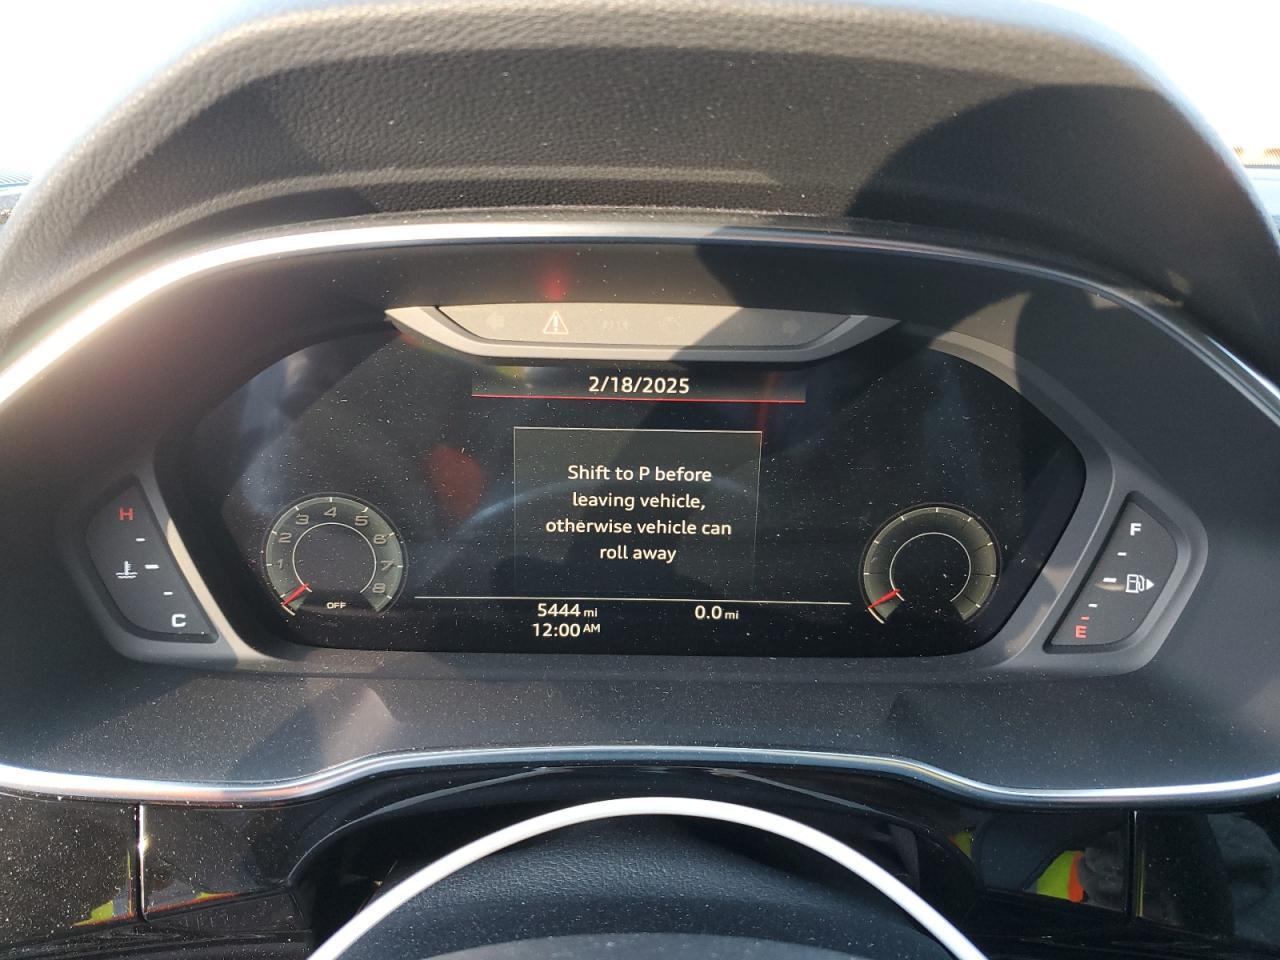 2/18/2025
Shift to P before
leaving vehicle,
otherwise vehicle can
roll away
H
C
1
2
3
4
5
6
7
8
OFF
F
E
5444 mi
0.0 mi
12:00 AM